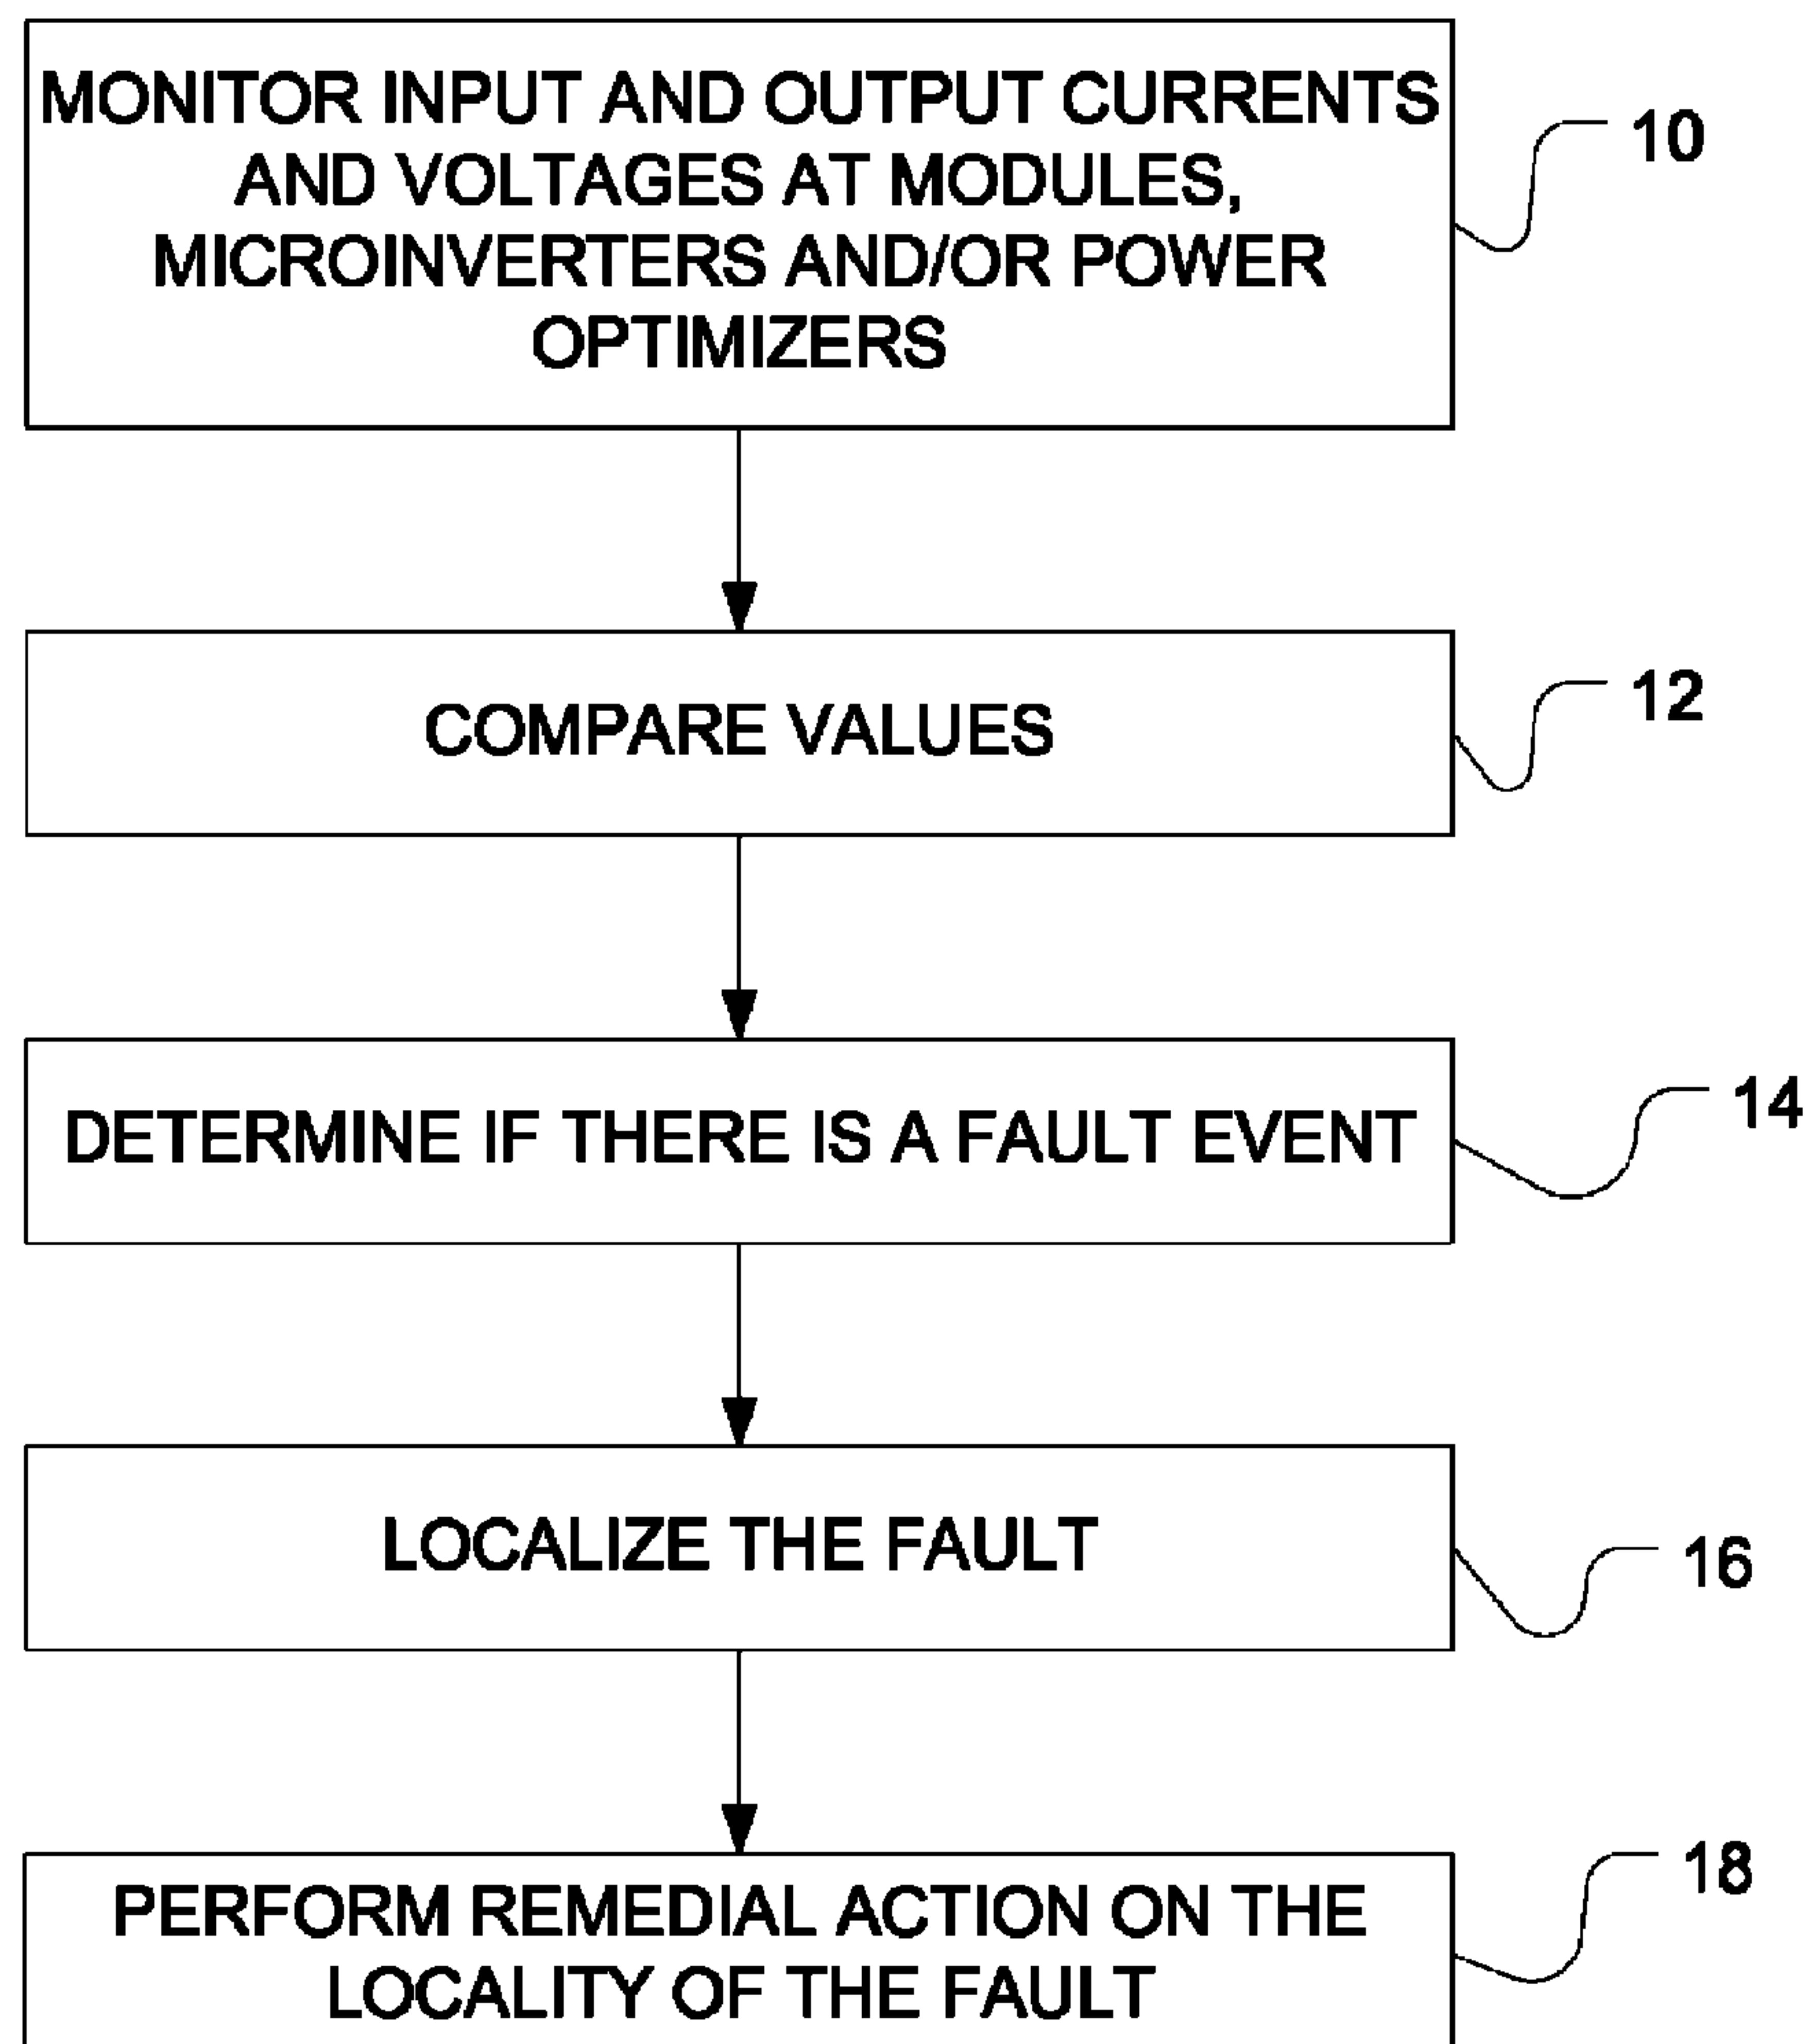 MONITOR INPUT AND OUTPUT CURRENTS
AND VOLTAGES AT MODULES,
MICROINVERTERS AND/OR POWER
OPTIMIZERS
10
COMPARE VALUES
12
DETERMINE IF THERE IS A FAULT EVENT
14
LOCALIZE THE FAULT
16
PERFORM REMEDIAL ACTION ON THE
LOCALITY OF THE FAULT
18